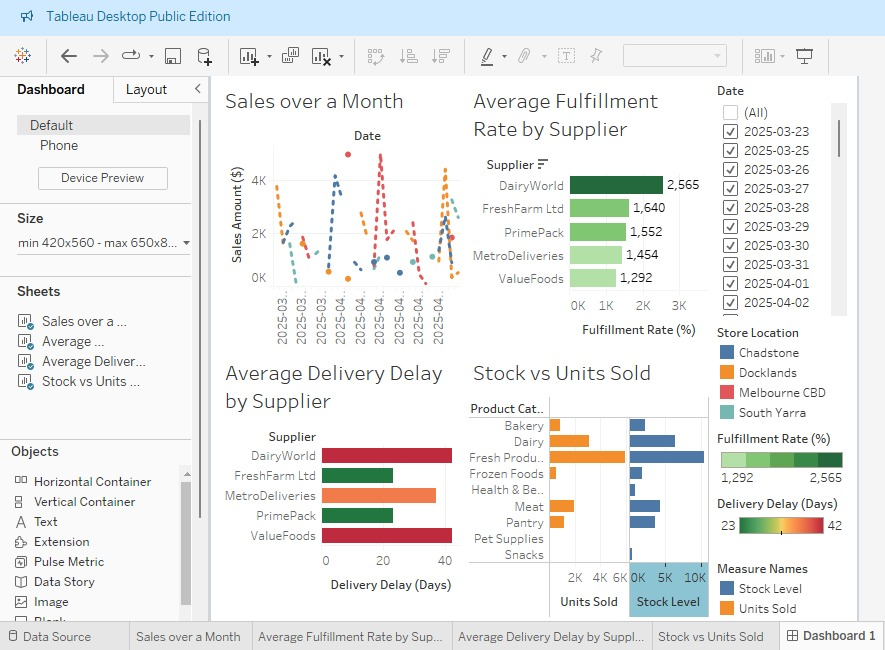 Tableau Desktop Public Edition
Dashboard
Layout
Default
Phone
Device Preview
Size
min 420x560 - max 650x8...
Sheets
Sales over a ...
Average ...
Average Deliver...
Stock vs Units ...
Objects
Horizontal Container
Vertical Container
Text
Extension
Pulse Metric
Data Story
Image
Sales over a Month
Date
Sales Amount ($)
4K
2K
0K
2025-03..
2025-03..
2025-03..
2025-04..
2025-04..
2025-04..
2025-04..
2025-04..
2025-04..
Average Fulfillment
Rate by Supplier
Supplier
DairyWorld 2,565
FreshFarm Ltd 1,640
PrimePack 1,552
MetroDeliveries 1,454
ValueFoods 1,292
0K 1K 2K 3K
Fulfillment Rate (%)
Average Delivery Delay
by Supplier
Supplier
DairyWorld
FreshFarm Ltd
MetroDeliveries
PrimePack
ValueFoods
0 20 40
Delivery Delay (Days)
Stock vs Units Sold
Product Cat..
Bakery
Dairy
Fresh Produ..
Frozen Foods
Health & Be..
Meat
Pantry
Pet Supplies
Snacks
2K 4K 6K 0K 5K 10K
Units Sold Stock Level
Date
(All)
2025-03-23
2025-03-25
2025-03-26
2025-03-27
2025-03-28
2025-03-29
2025-03-30
2025-03-31
2025-04-01
2025-04-02
Store Location
Chadstone
Docklands
Melbourne CBD
South Yarra
Fulfillment Rate (%)
1,292 2,565
Delivery Delay (Days)
23 42
Measure Names
Stock Level
Units Sold
Data Source
Sales over a Month
Average Fulfillment Rate by Sup...
Average Delivery Delay by Suppl...
Stock vs Units Sold
Dashboard 1